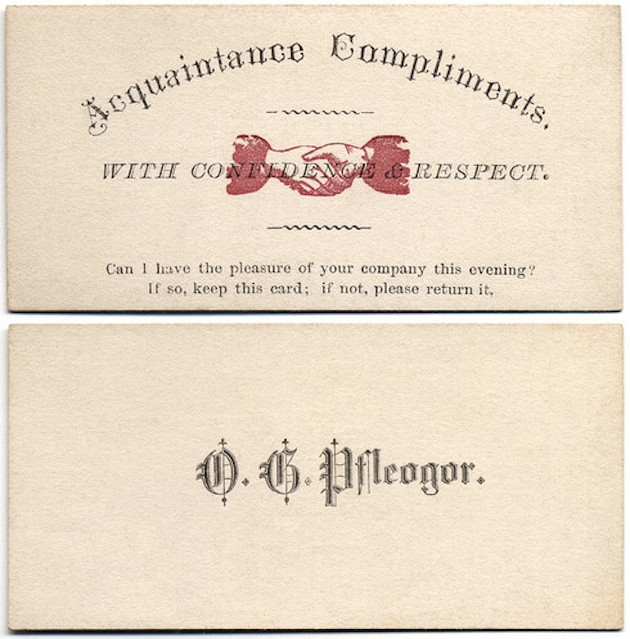 Acquaintance Compliments.
WITH CONFIDENCE & RESPECT.
Can I have the pleasure of your company this evening?
If so, keep this card; if not, please return it.
O. G. Pfleogor.